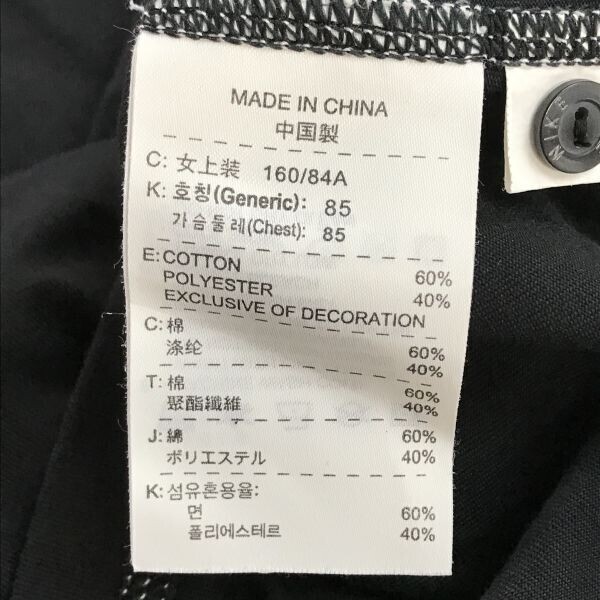 MADE IN CHINA
中国製
C: 女上装 160/84A
K: 호칭(Generic): 85
가슴둘레(Chest): 85
E: COTTON 60%
POLYESTER 40%
EXCLUSIVE OF DECORATION
C: 棉 60%
涤纶 40%
T: 棉 60%
聚酯纖維 40%
J: 綿 60%
ポリエステル 40%
K: 섬유혼용율:
면 60%
폴리에스테르 40%
NIKE